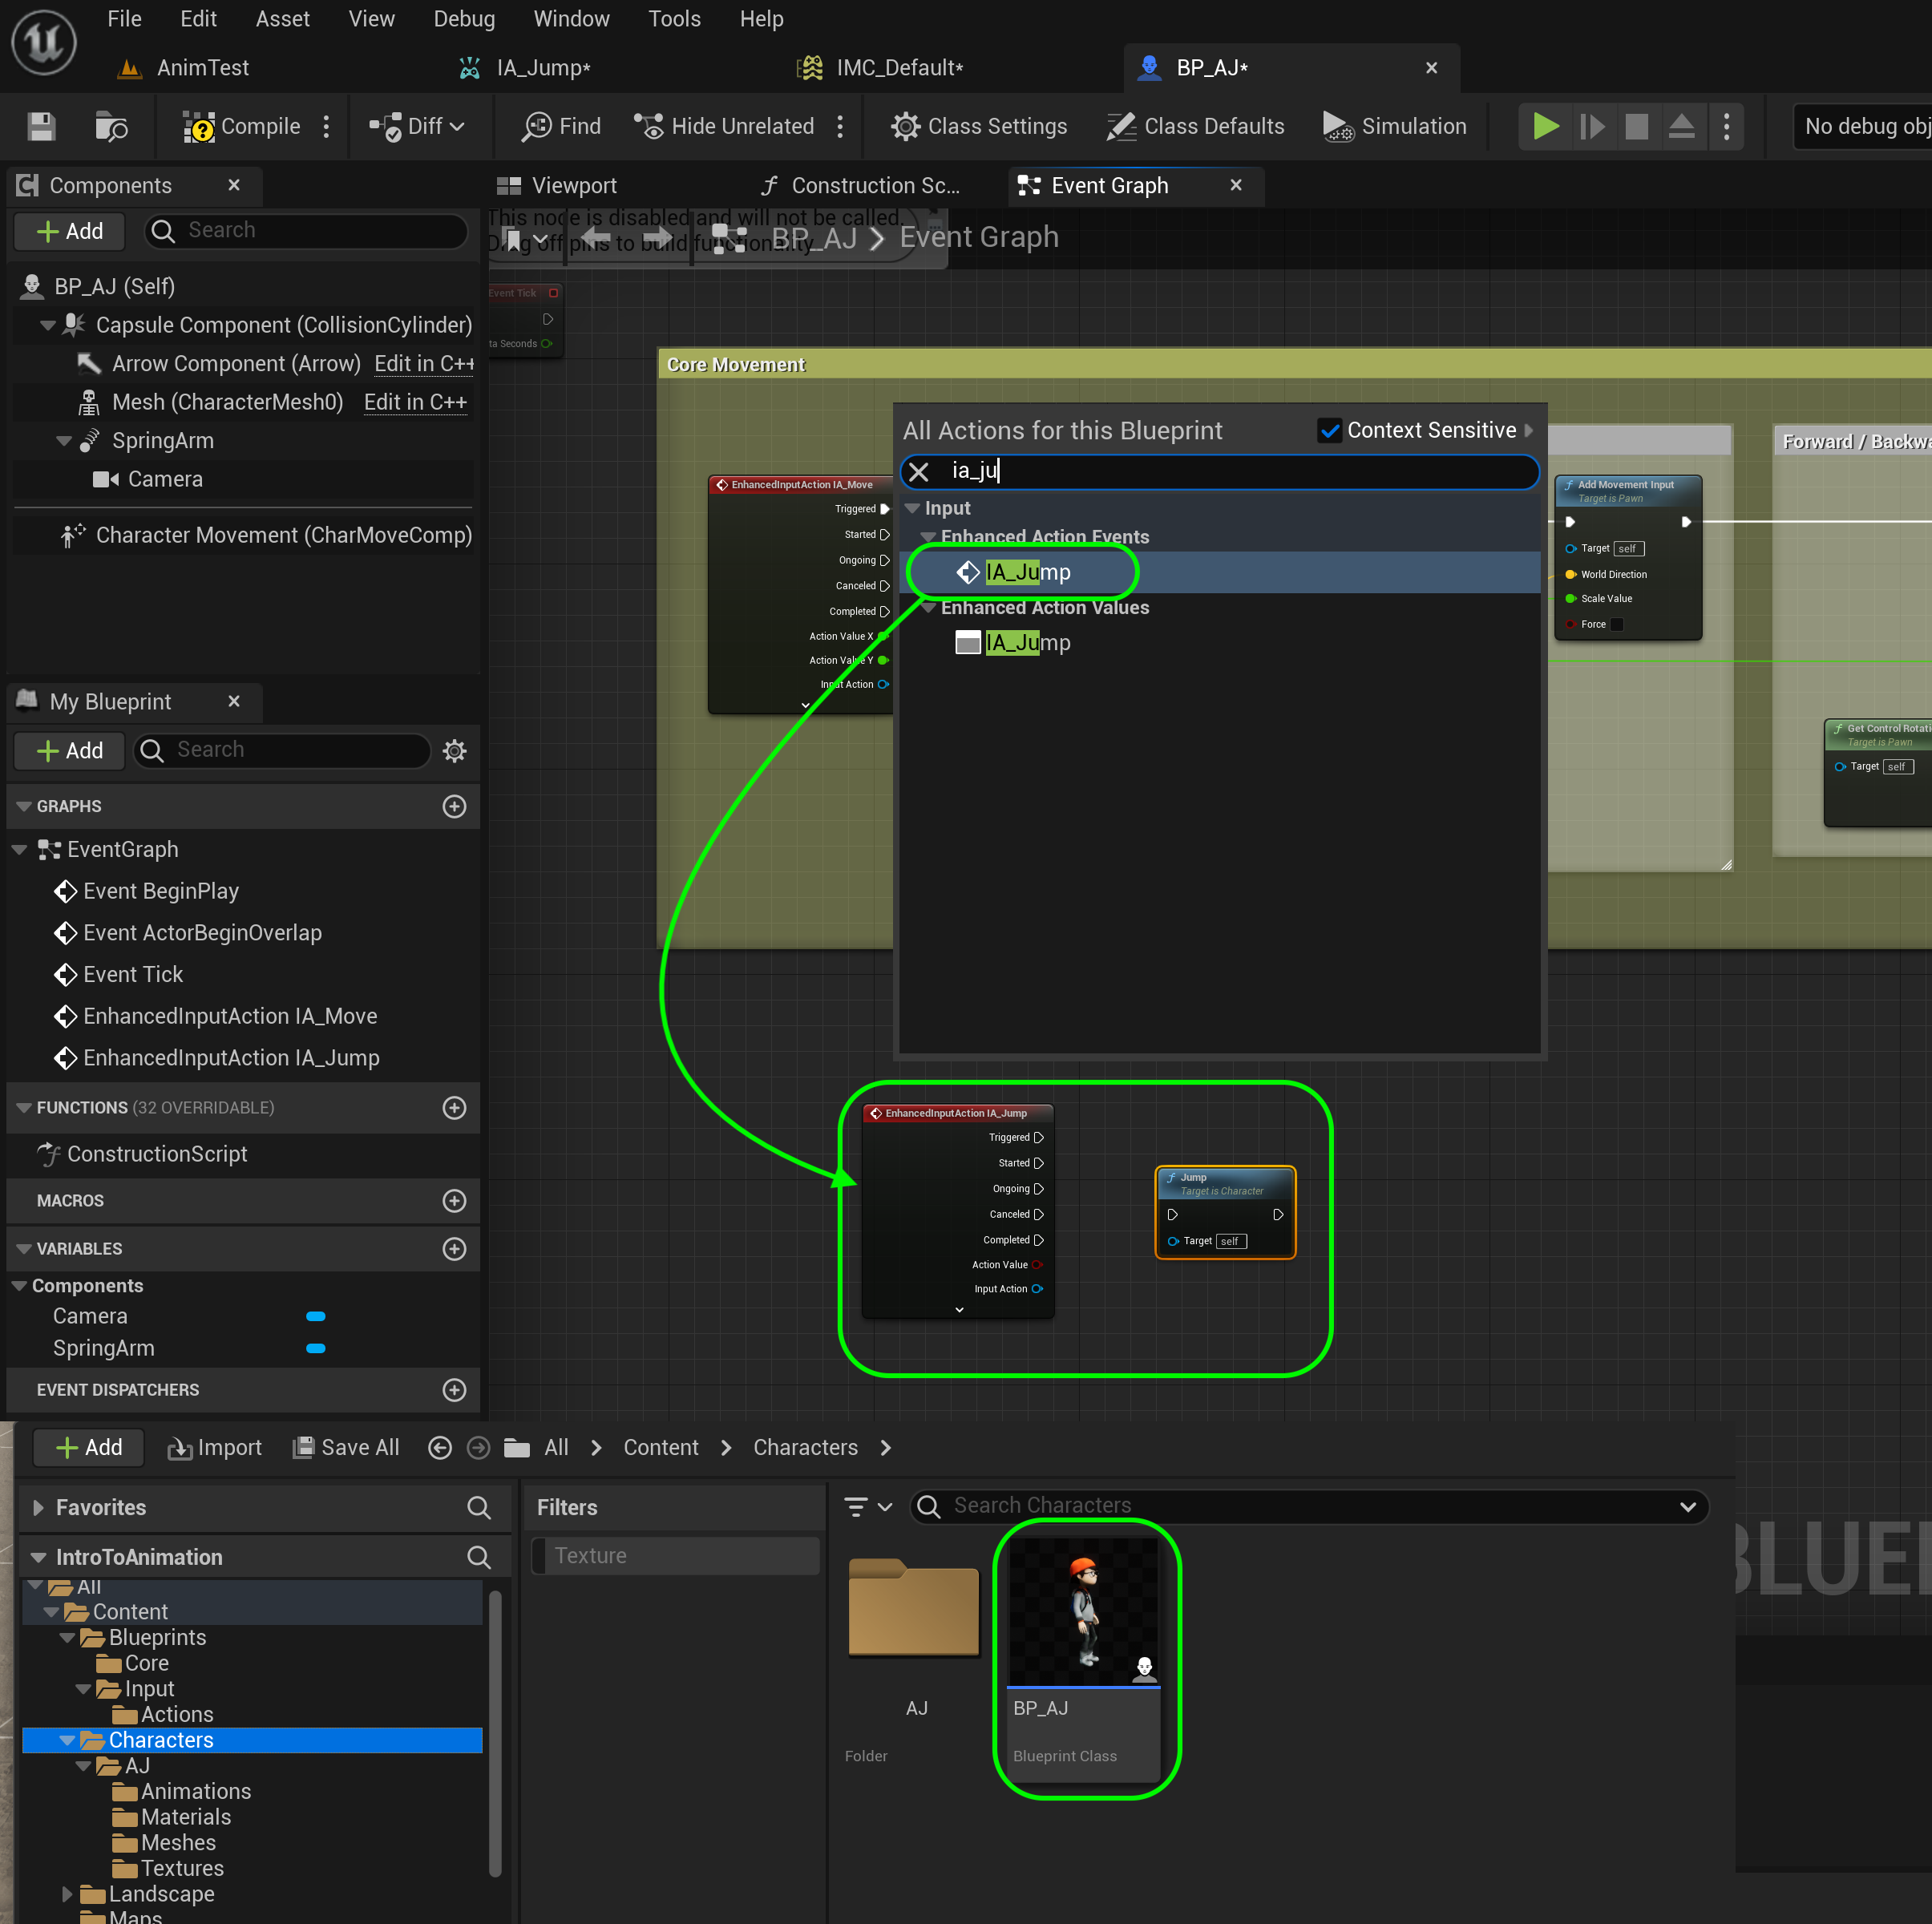 File Edit Asset View Debug Window Tools Help
AnimTest IA_Jump* IMC_Default* BP_AJ*
Compile Diff Find Hide Unrelated Class Settings Class Defaults Simulation No debug obj
Components Viewport Construction Sc... Event Graph
Add Search
This node is disabled and will not be called.
Drag off pins to build functionality.
BP_AJ > Event Graph
BP_AJ (Self)
Capsule Component (CollisionCylinder)
Arrow Component (Arrow) Edit in C++
Mesh (CharacterMesh0) Edit in C++
SpringArm
Camera
Character Movement (CharMoveComp)
Event Tick
ta Seconds
Core Movement
EnhancedInputAction IA_Move
Triggered
Started
Ongoing
Canceled
Completed
Action Value X
Action Value Y
Input Action
All Actions for this Blueprint Context Sensitive
ia_ju
Input
Enhanced Action Events
IA_Jump
Enhanced Action Values
IA_Jump
Add Movement Input
Target is Pawn
Target self
World Direction
Scale Value
Force
Forward / Backwa
Get Control Rotati
Target is Pawn
Target self
My Blueprint
Add Search
GRAPHS
EventGraph
Event BeginPlay
Event ActorBeginOverlap
Event Tick
EnhancedInputAction IA_Move
EnhancedInputAction IA_Jump
FUNCTIONS (32 OVERRIDABLE)
ConstructionScript
MACROS
VARIABLES
Components
Camera
SpringArm
EVENT DISPATCHERS
EnhancedInputAction IA_Jump
Triggered
Started
Ongoing
Canceled
Completed
Action Value
Input Action
Jump
Target is Character
Target self
Add Import Save All All > Content > Characters >
Favorites
Filters
Search Characters
IntroToAnimation
Texture
All
Content
Blueprints
Core
Input
Actions
Characters
AJ
Animations
Materials
Meshes
Textures
Landscape
Maps
AJ
Folder
BP_AJ
Blueprint Class
BLUE